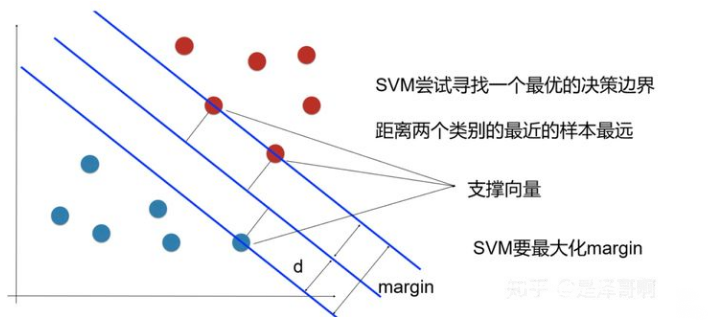 SVM尝试寻找一个最优的决策边界
距离两个类别的最近的样本最远
支撑向量
SVM要最大化margin
d
margin
知乎 @是泽哥啊